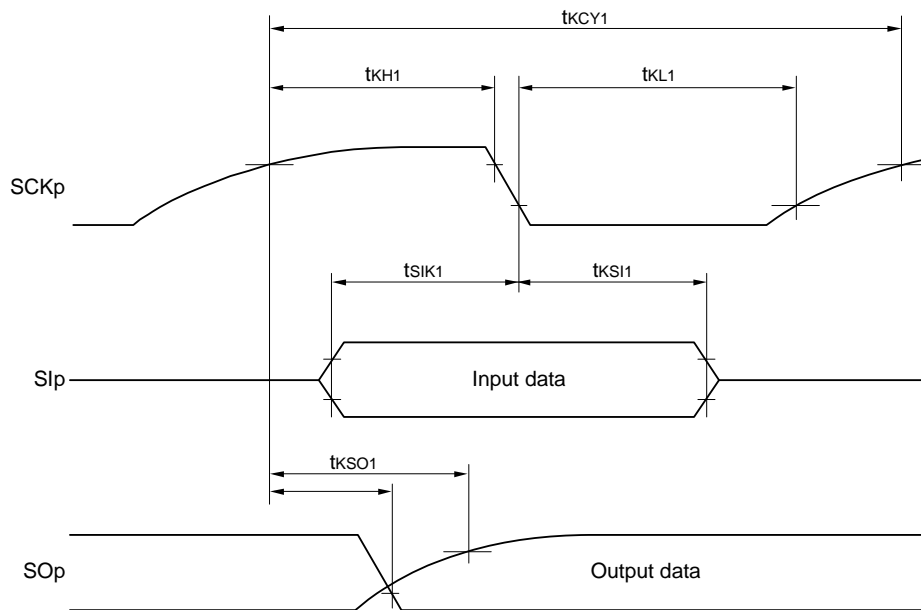 tKCY1
tKH1
tKL1
SCKp
tSIK1
tKSI1
SIp
Input data
tKSO1
SOp
Output data